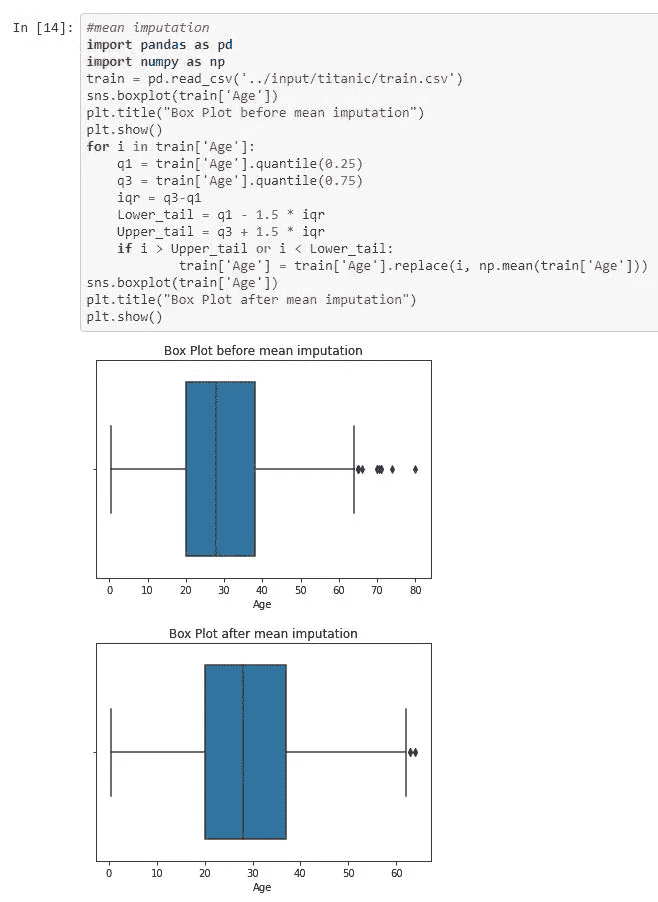 In [14]:
#mean imputation
import pandas as pd
import numpy as np
train = pd.read_csv('../input/titanic/train.csv')
sns.boxplot(train['Age'])
plt.title("Box Plot before mean imputation")
plt.show()
for i in train['Age']:
    q1 = train['Age'].quantile(0.25)
    q3 = train['Age'].quantile(0.75)
    iqr = q3-q1
    Lower_tail = q1 - 1.5 * iqr
    Upper_tail = q3 + 1.5 * iqr
    if i > Upper_tail or i < Lower_tail:
            train['Age'] = train['Age'].replace(i, np.mean(train['Age']))
sns.boxplot(train['Age'])
plt.title("Box Plot after mean imputation")
plt.show()
Box Plot before mean imputation
0 10 20 30 40 50 60 70 80
Age
Box Plot after mean imputation
0 10 20 30 40 50 60
Age